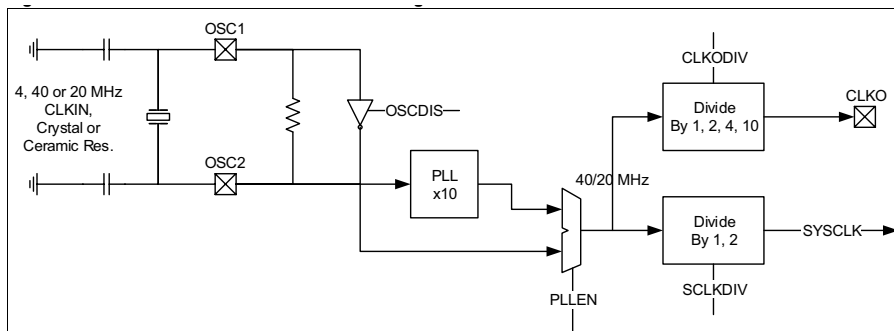 OSC1
4, 40 or 20 MHz
CLKIN,
Crystal or
Ceramic Res.
OSCDIS
OSC2
PLL
x10
40/20 MHz
PLLEN
CLKODIV
Divide
By 1, 2, 4, 10
CLKO
Divide
By 1, 2
SYSCLK
SCLKDIV